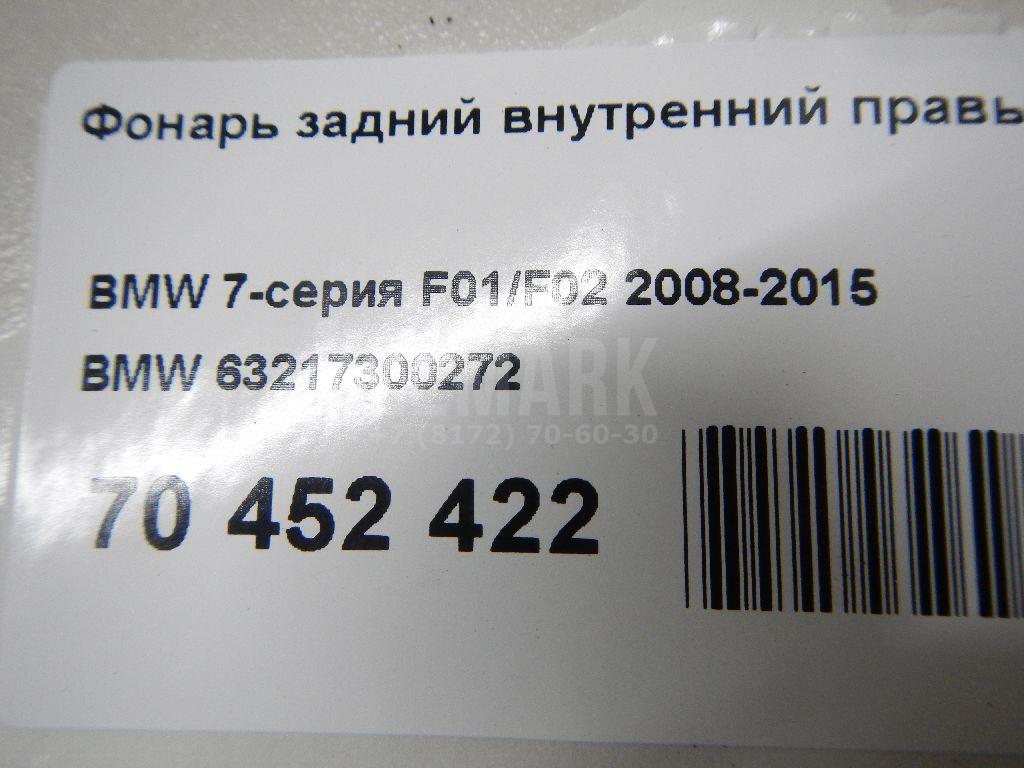 Фонарь задний внутренний правы
BMW 7-серия F01/F02 2008-2015
BMW 63217300272
+7 (8172) 70-60-30
70 452 422